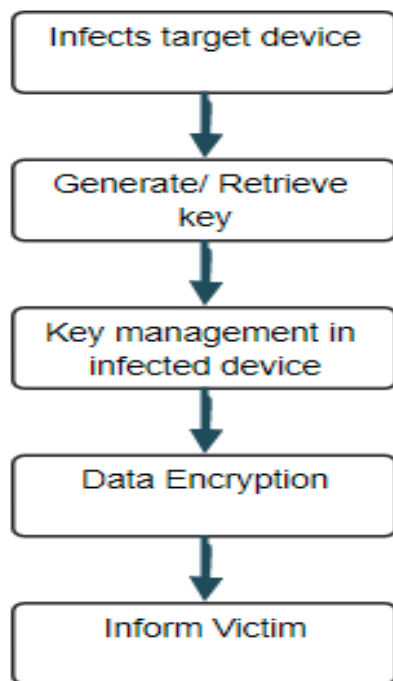 Infects target device
Generate/ Retrieve
key
Key management in
infected device
Data Encryption
Inform Victim